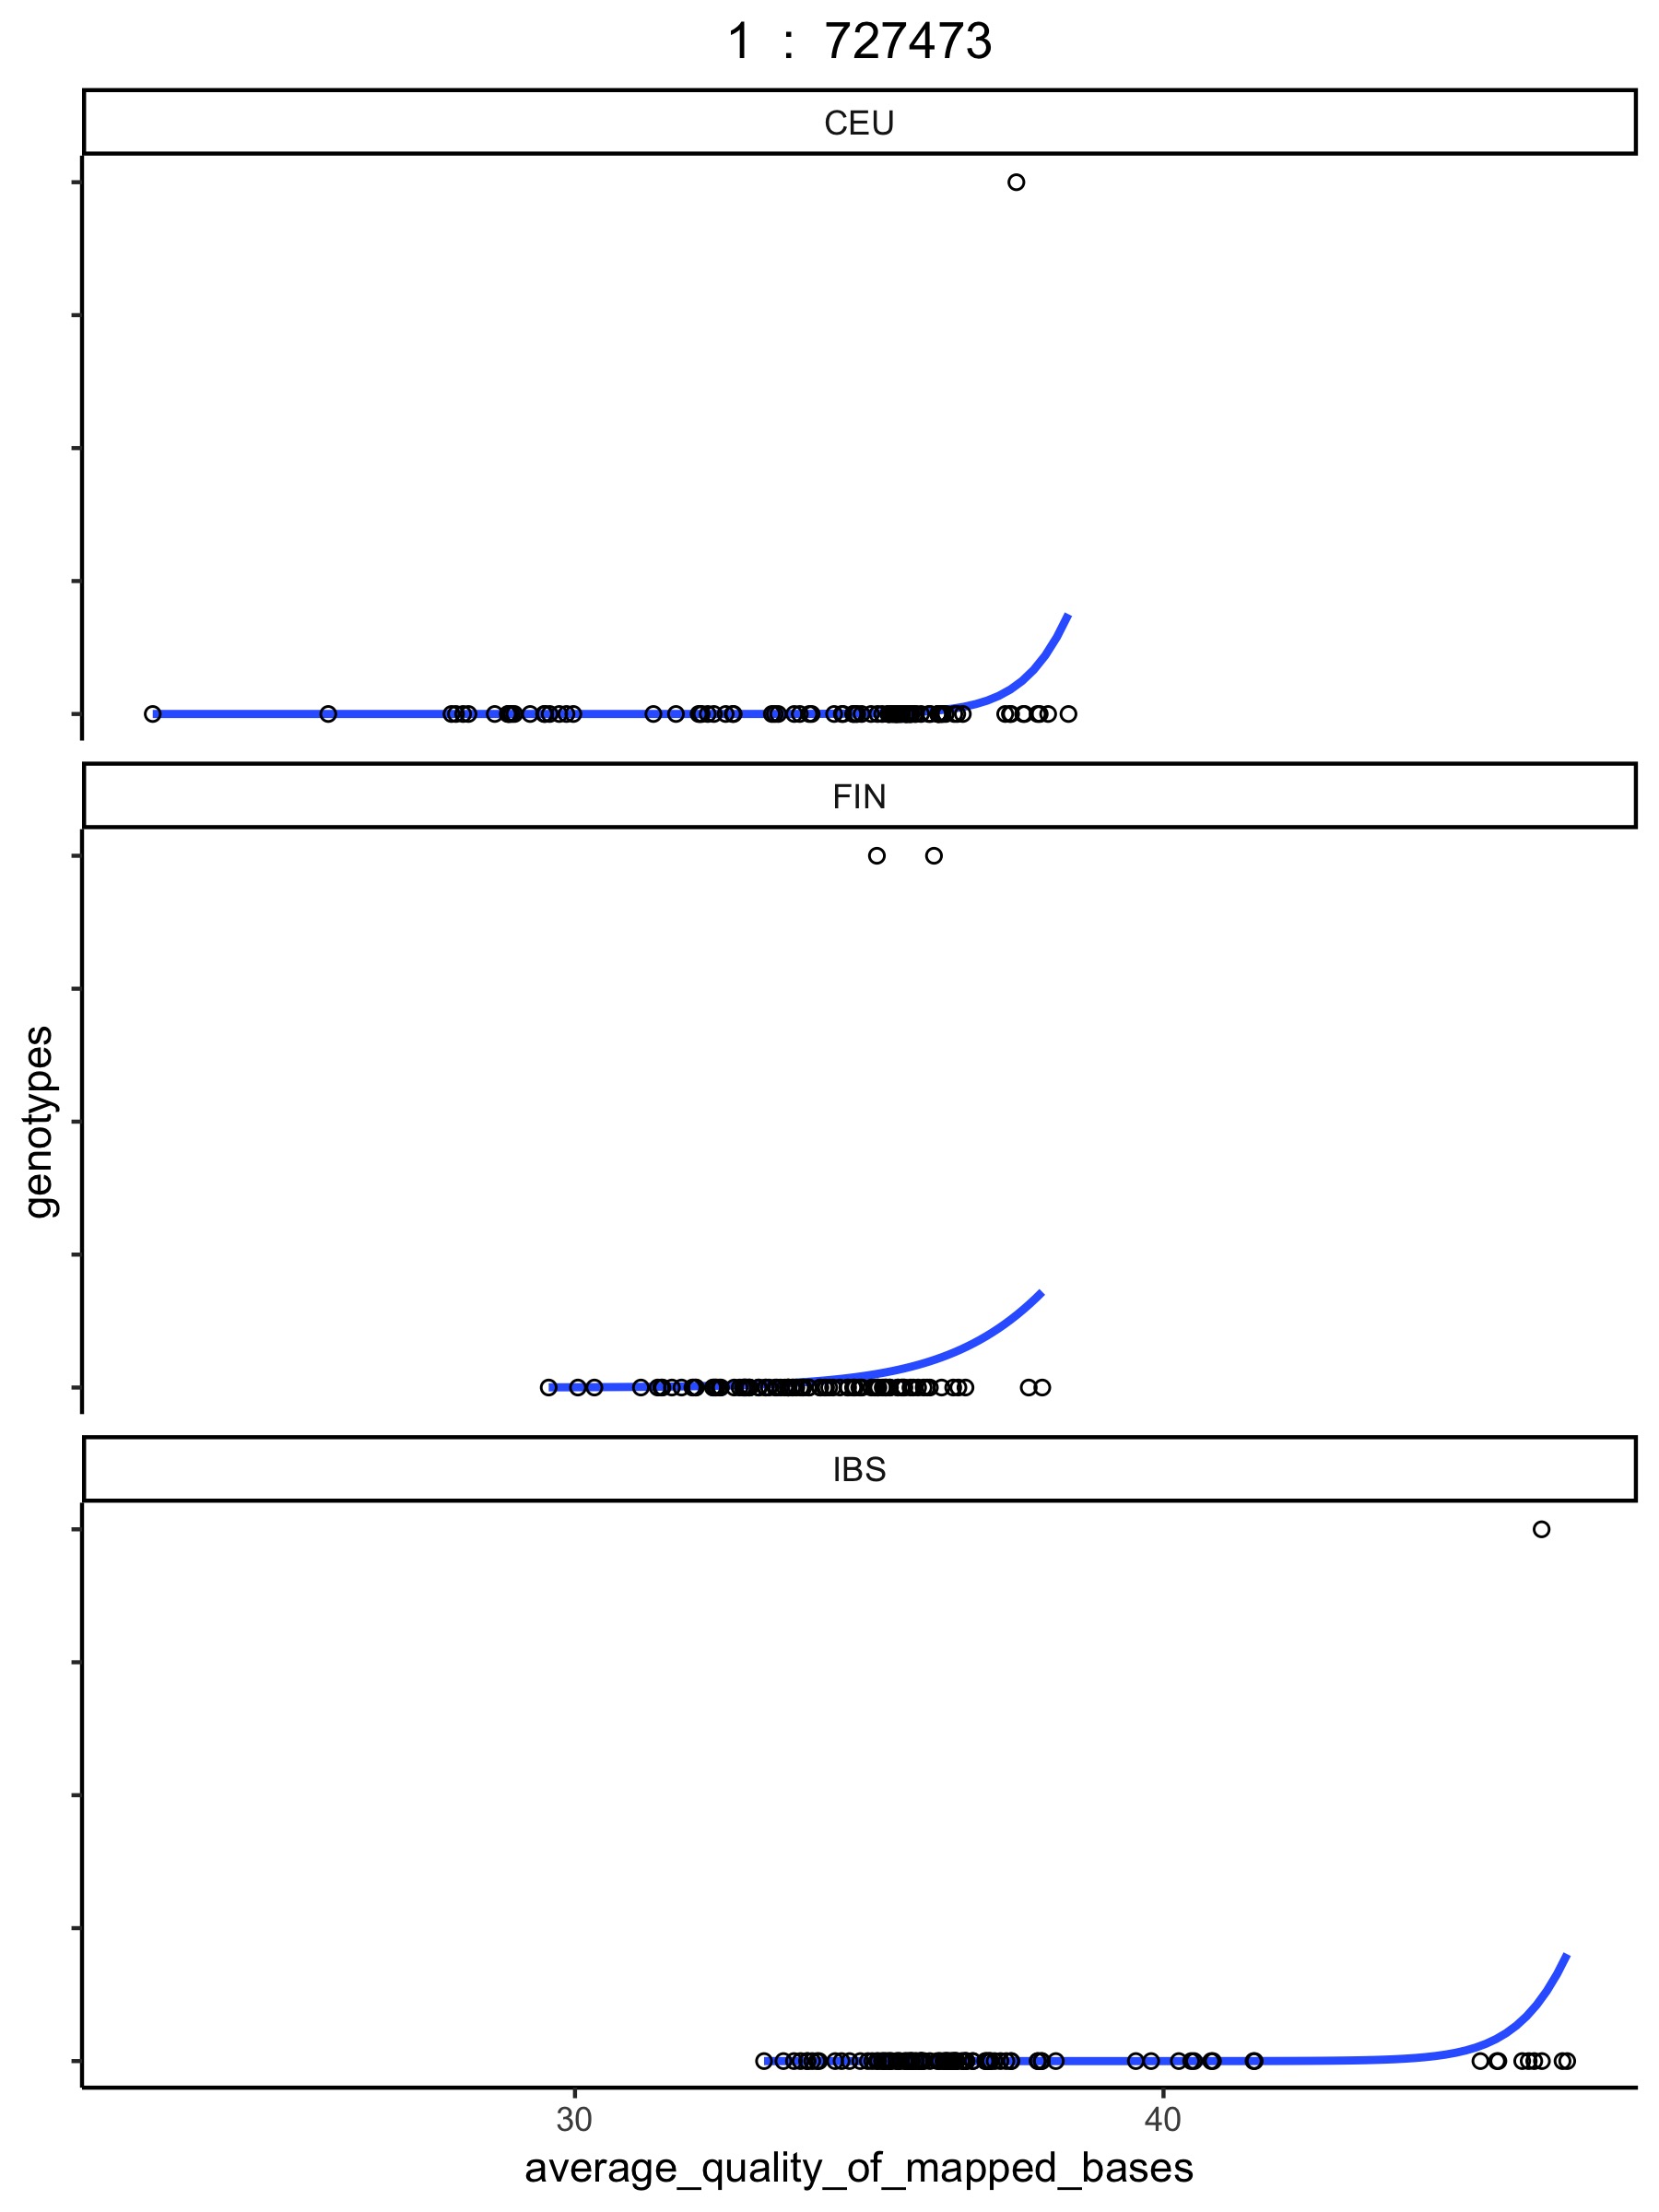 1 : 727473
CEU
FIN
genotypes
IBS
30 40
average_quality_of_mapped_bases